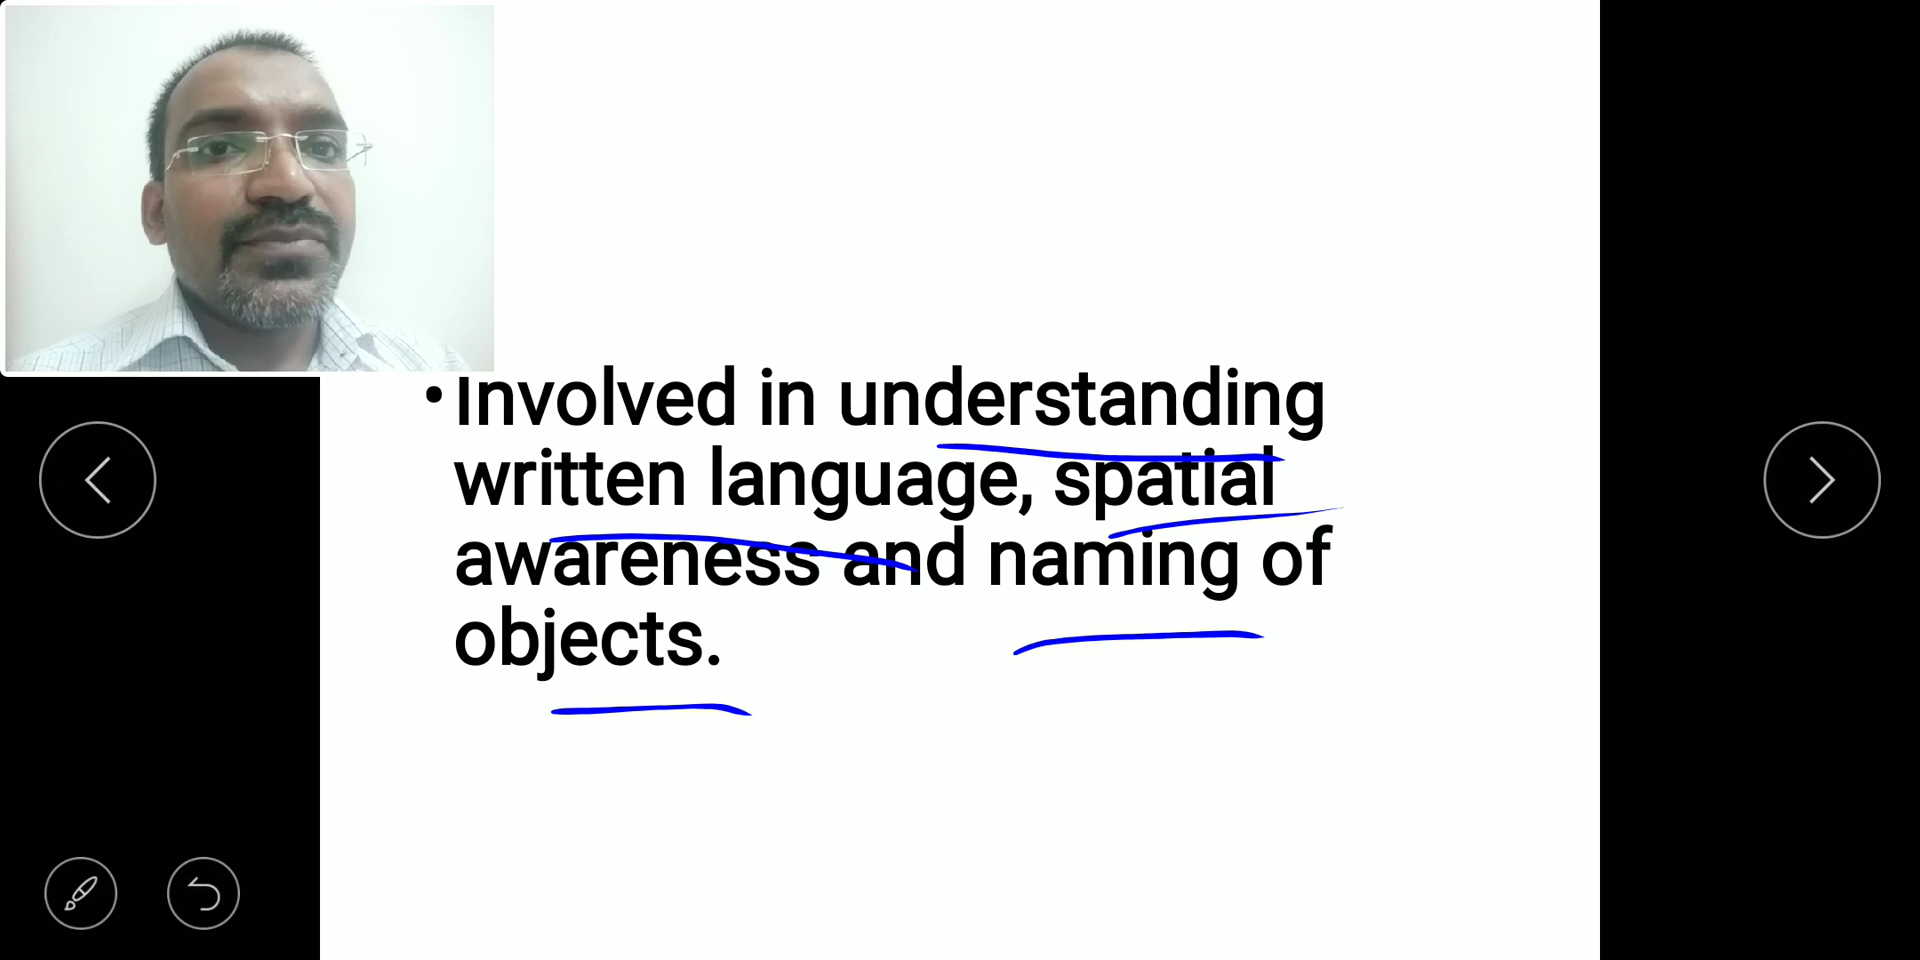 • Involved in understanding
written language, spatial
awareness and naming of
objects.